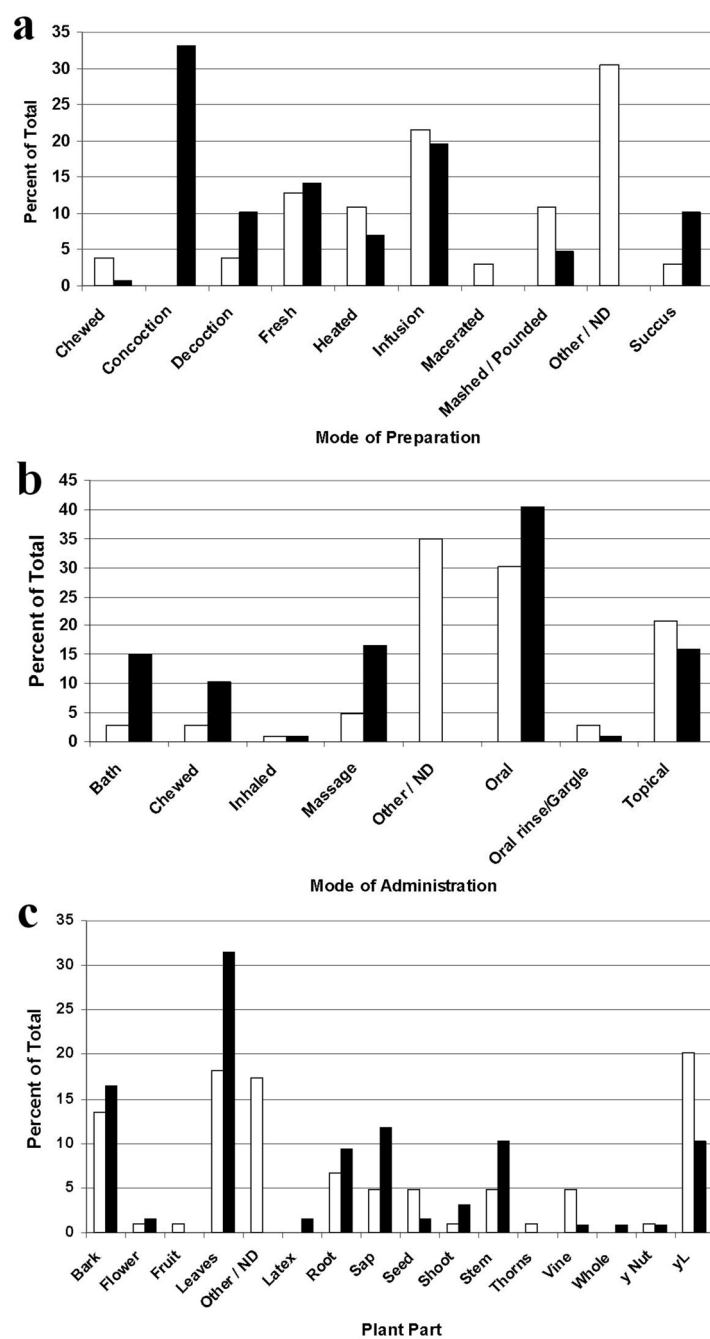 a
Percent of Total
35
30
25
20
15
10
5
0
Chewed
Concoction
Decoction
Fresh
Heated
Infusion
Macerated
Mashed / Pounded
Other / ND
Succus
Mode of Preparation
b
Percent of Total
45
40
35
30
25
20
15
10
5
0
Bath
Chewed
Inhaled
Massage
Other / ND
Oral
Oral rinse/Gargle
Topical
Mode of Administration
c
Percent of Total
35
30
25
20
15
10
5
0
Bark
Flower
Fruit
Leaves
Other / ND
Latex
Root
Sap
Seed
Shoot
Stem
Thorns
Vine
Whole
y Nut
yL
Plant Part